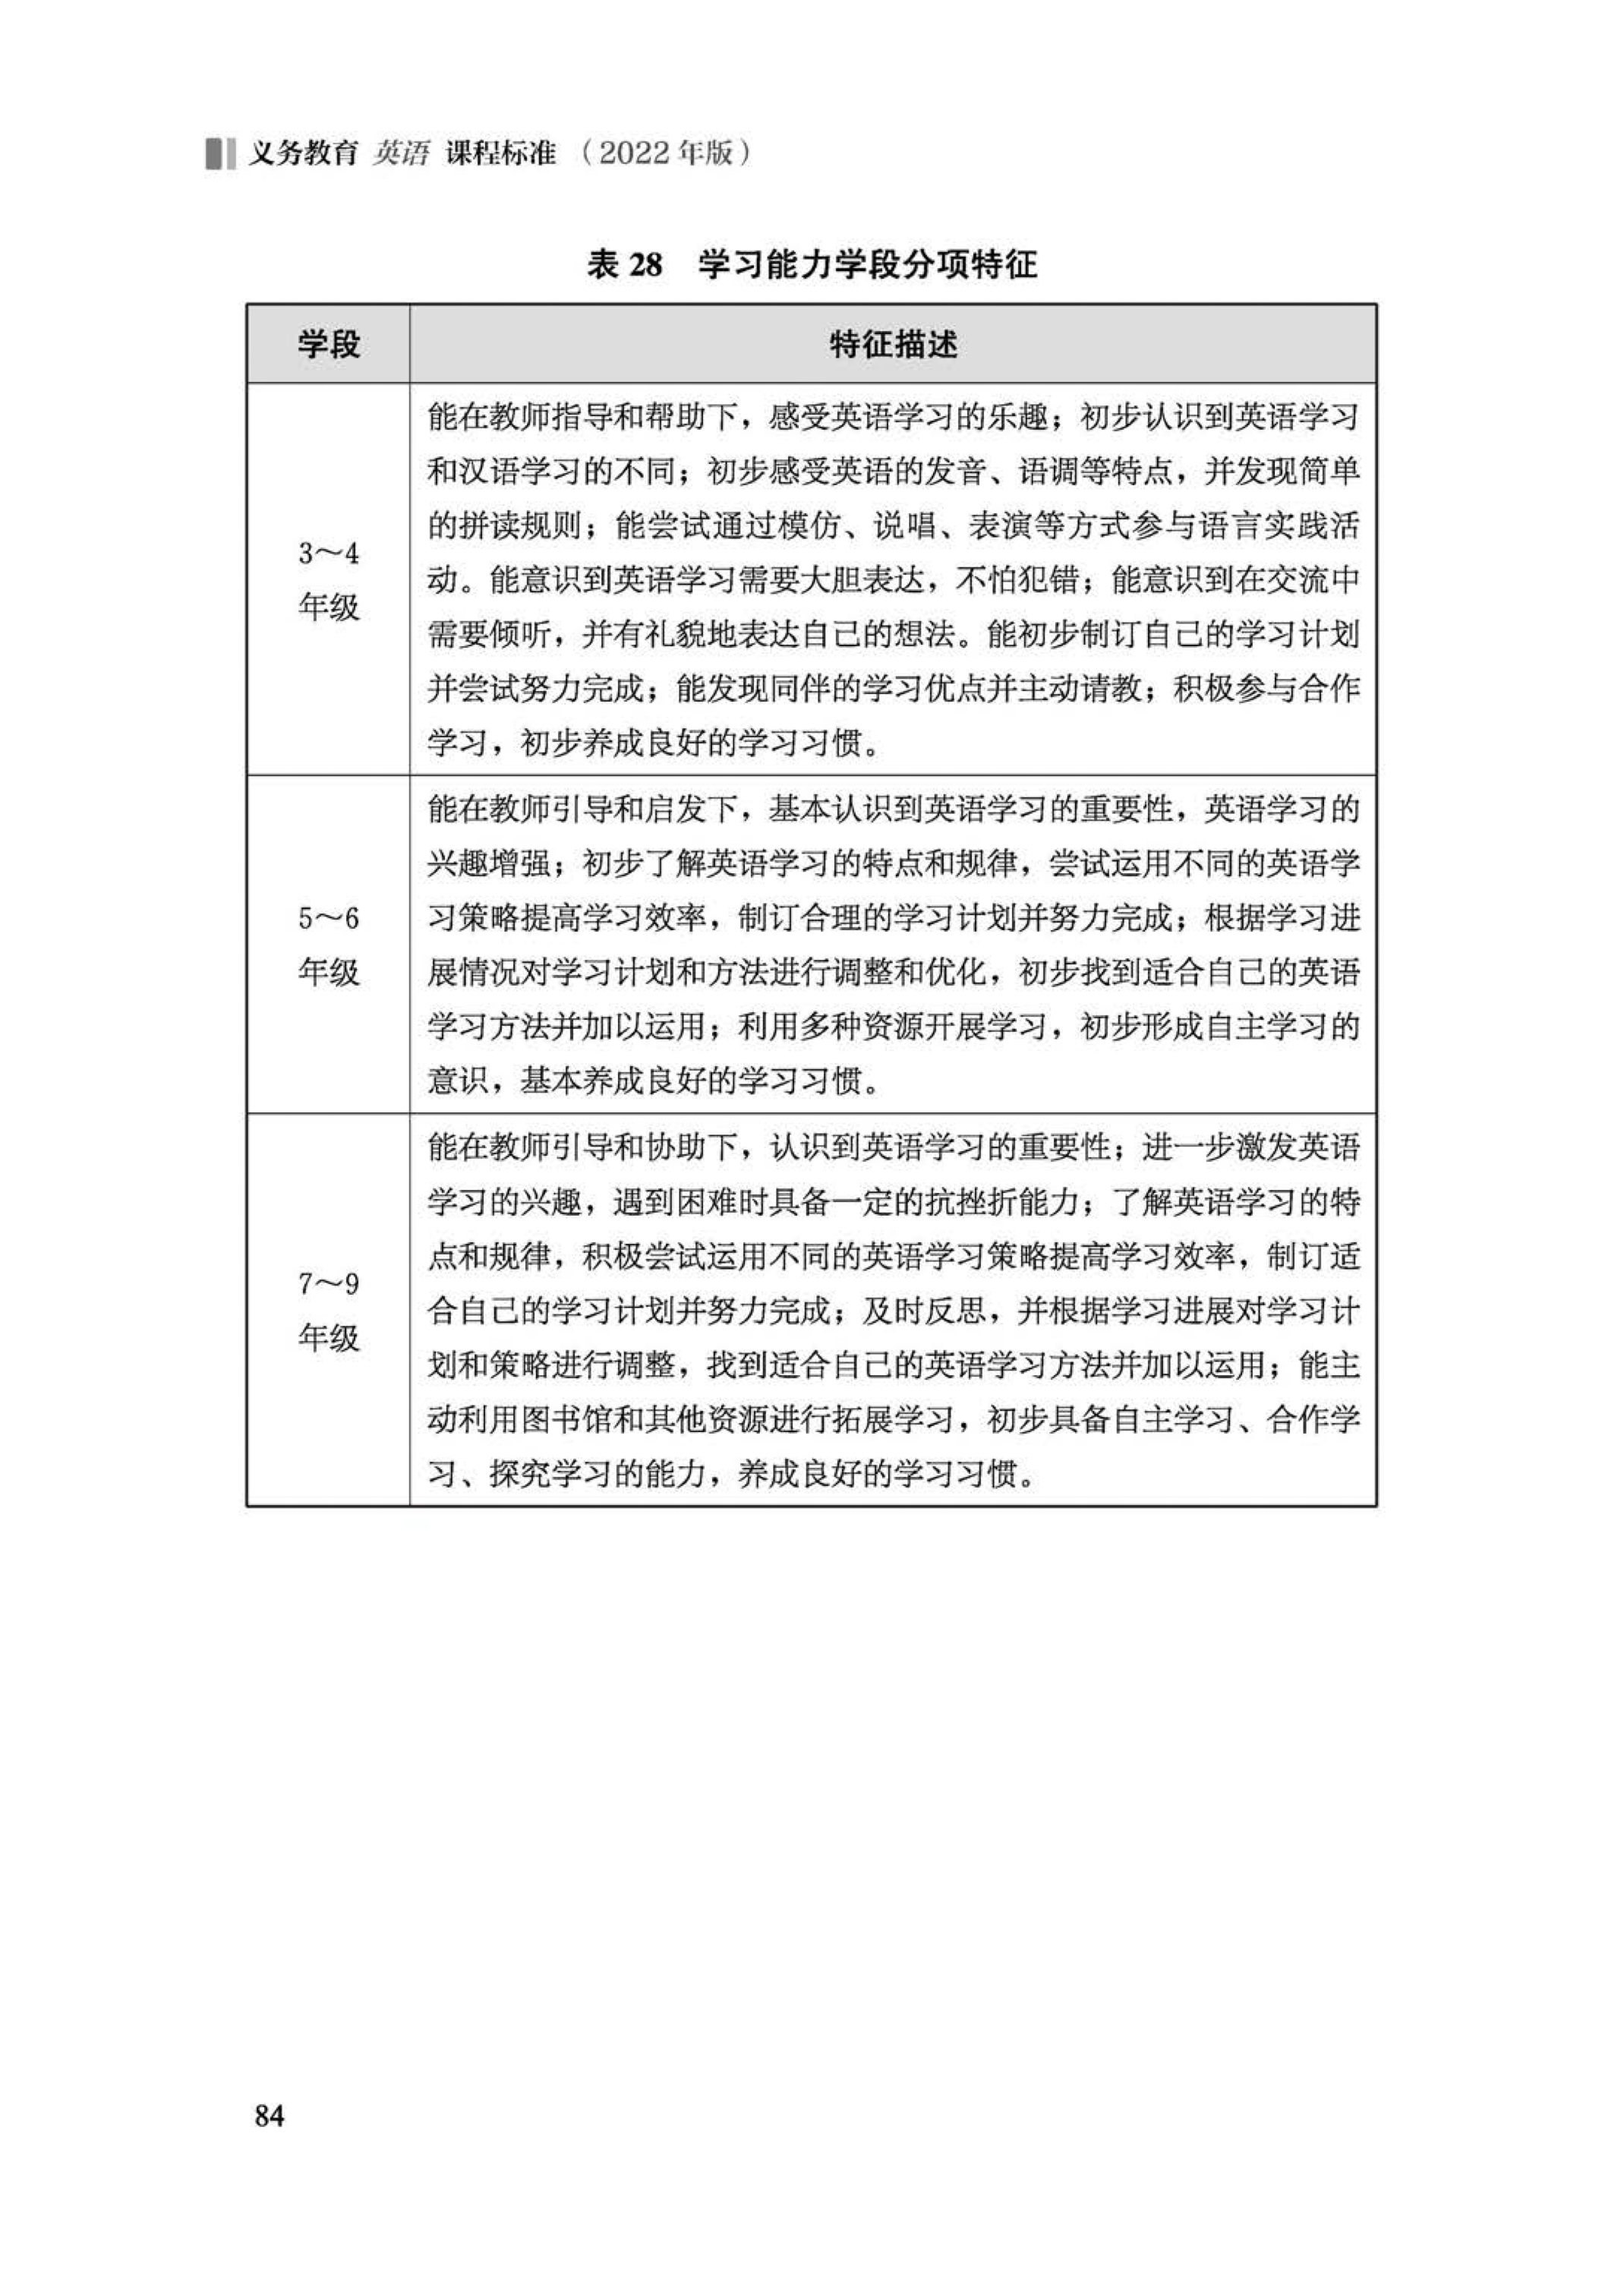 义务教育 英语 课程标准（2022 年版）
表 28 学习能力学段分项特征
学段 特征描述
3～4
年级
能在教师指导和帮助下，感受英语学习的乐趣；初步认识到英语学习
和汉语学习的不同；初步感受英语的发音、语调等特点，并发现简单
的拼读规则；能尝试通过模仿、说唱、表演等方式参与语言实践活
动。能意识到英语学习需要大胆表达，不怕犯错；能意识到在交流中
需要倾听，并有礼貌地表达自己的想法。能初步制订自己的学习计划
并尝试努力完成；能发现同伴的学习优点并主动请教；积极参与合作
学习，初步养成良好的学习习惯。
5～6
年级
能在教师引导和启发下，基本认识到英语学习的重要性，英语学习的
兴趣增强；初步了解英语学习的特点和规律，尝试运用不同的英语学
习策略提高学习效率，制订合理的学习计划并努力完成；根据学习进
展情况对学习计划和方法进行调整和优化，初步找到适合自己的英语
学习方法并加以运用；利用多种资源开展学习，初步形成自主学习的
意识，基本养成良好的学习习惯。
7～9
年级
能在教师引导和协助下，认识到英语学习的重要性；进一步激发英语
学习的兴趣，遇到困难时具备一定的抗挫折能力；了解英语学习的特
点和规律，积极尝试运用不同的英语学习策略提高学习效率，制订适
合自己的学习计划并努力完成；及时反思，并根据学习进展对学习计
划和策略进行调整，找到适合自己的英语学习方法并加以运用；能主
动利用图书馆和其他资源进行拓展学习，初步具备自主学习、合作学
习、探究学习的能力，养成良好的学习习惯。
84